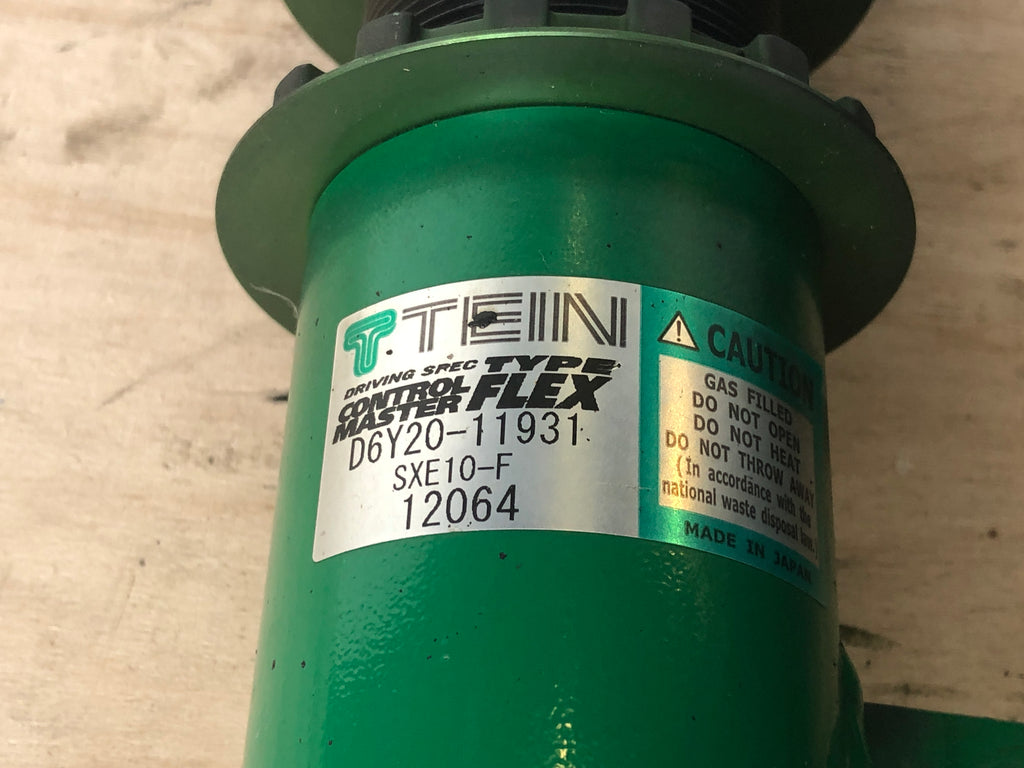 TEIN
DRIVING SPEC TYPE
CONTROL MASTER FLEX
D6Y20-11931
SXE10-F
12064
CAUTION
GAS FILLED
DO NOT OPEN
DO NOT HEAT
DO NOT THROW AWAY
(In accordance with the
national waste disposal laws.)
MADE IN JAPAN